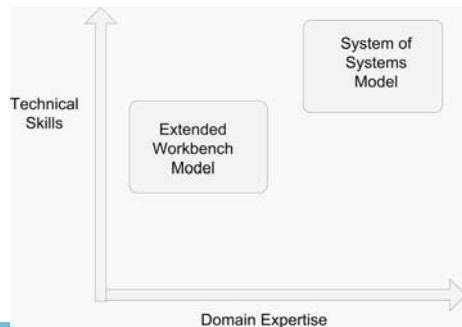 System of
Systems
Model
Technical
Skills
Extended
Workbench
Model
Domain Expertise